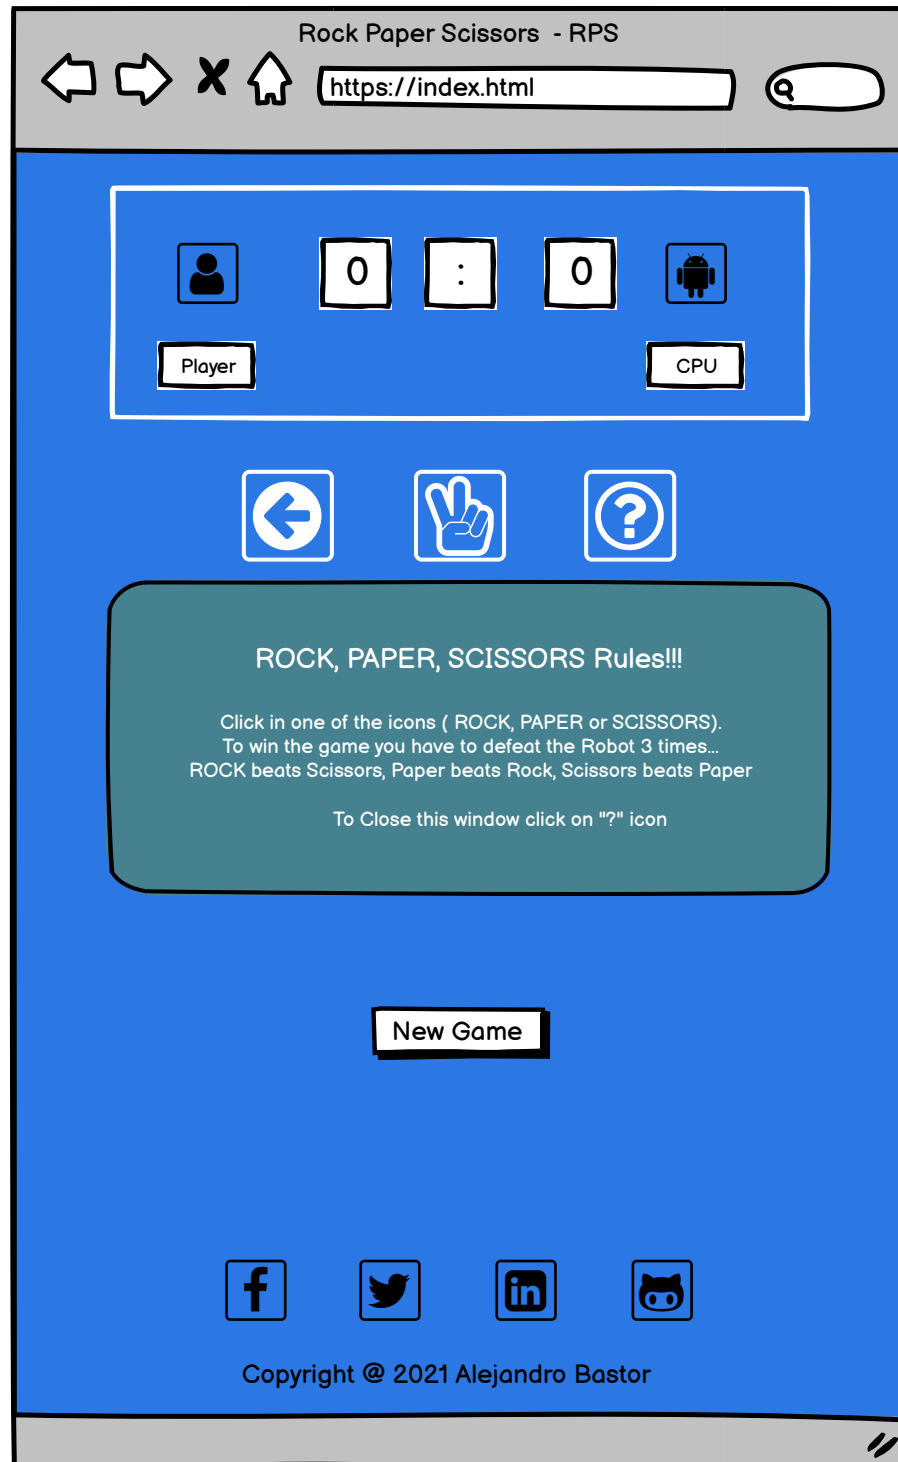 Rock Paper Scissors - RPS
https://index.html
0 : 0
Player CPU
ROCK, PAPER, SCISSORS Rules!!!
Click in one of the icons ( ROCK, PAPER or SCISSORS).
To win the game you have to defeat the Robot 3 times...
ROCK beats Scissors, Paper beats Rock, Scissors beats Paper
To Close this window click on "?" icon
New Game
Copyright @ 2021 Alejandro Bastor